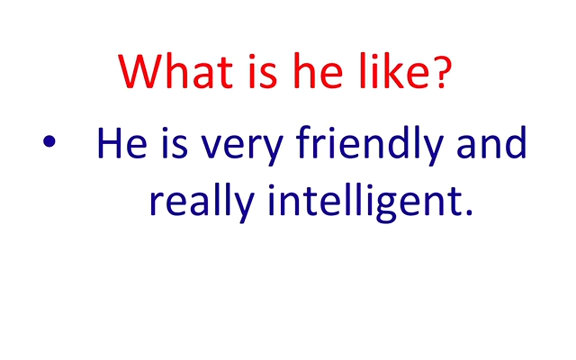 What is he like?
• He is very friendly and
really intelligent.